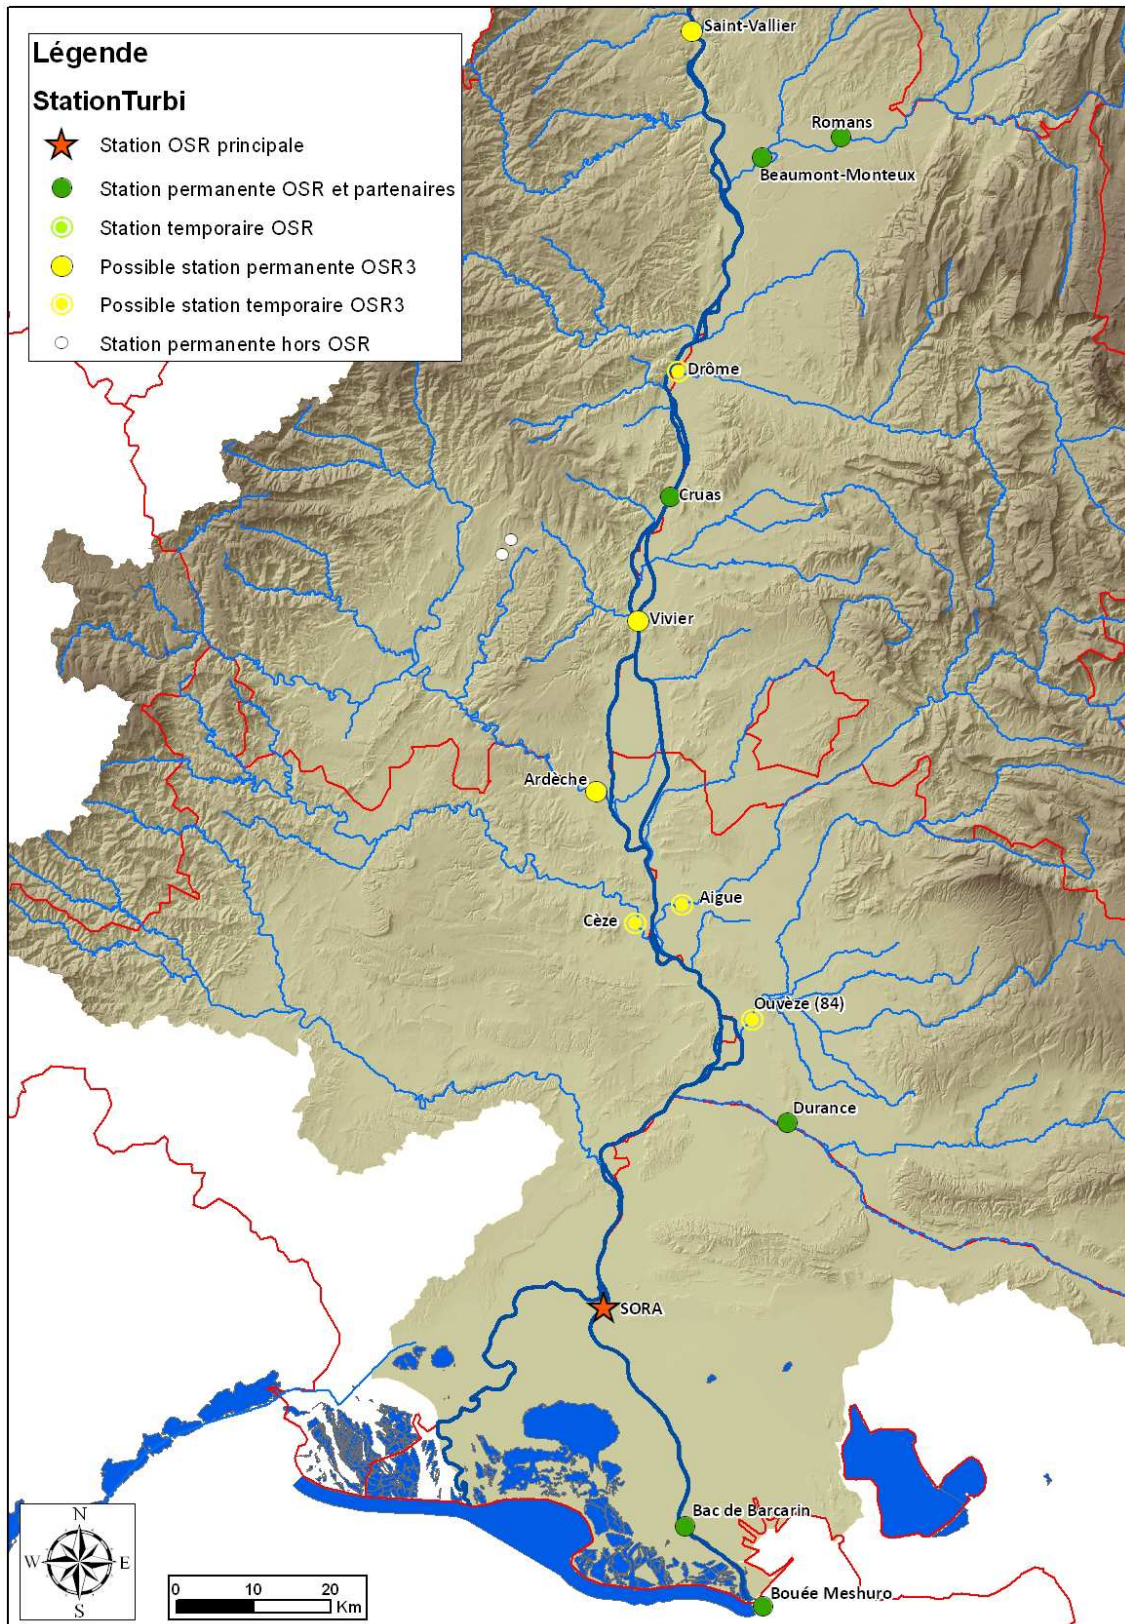 Légende
StationTurbi
Station OSR principale
Station permanente OSR et partenaires
Station temporaire OSR
Possible station permanente OSR3
Possible station temporaire OSR3
Station permanente hors OSR
Saint-Vallier
Romans
Beaumont-Monteux
Drôme
Cruas
Vivier
Ardèche
Aigue
Cèze
Ouvèze (84)
Durance
SORA
Bac de Barcarin
Bouée Meshuro
N
W E
S
0 10 20
Km